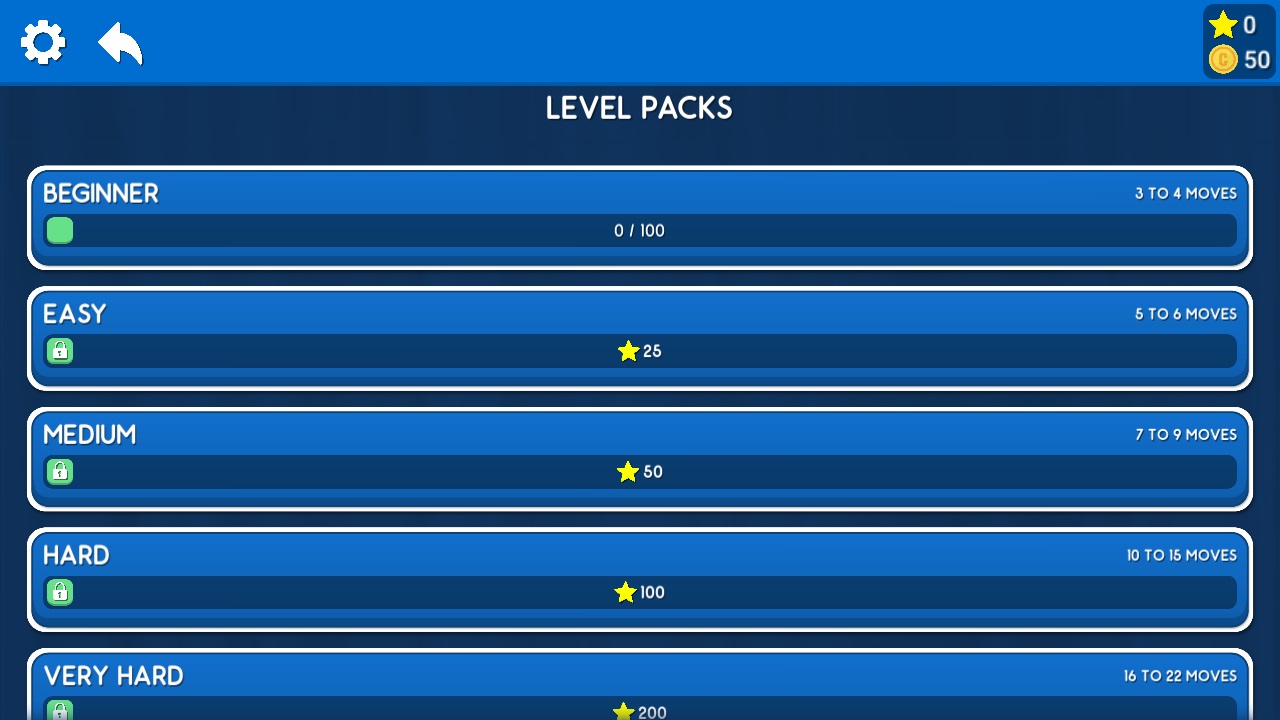 0
C 50
LEVEL PACKS
BEGINNER
3 TO 4 MOVES
0 / 100
EASY
5 TO 6 MOVES
25
MEDIUM
7 TO 9 MOVES
50
HARD
10 TO 15 MOVES
100
VERY HARD
16 TO 22 MOVES
200